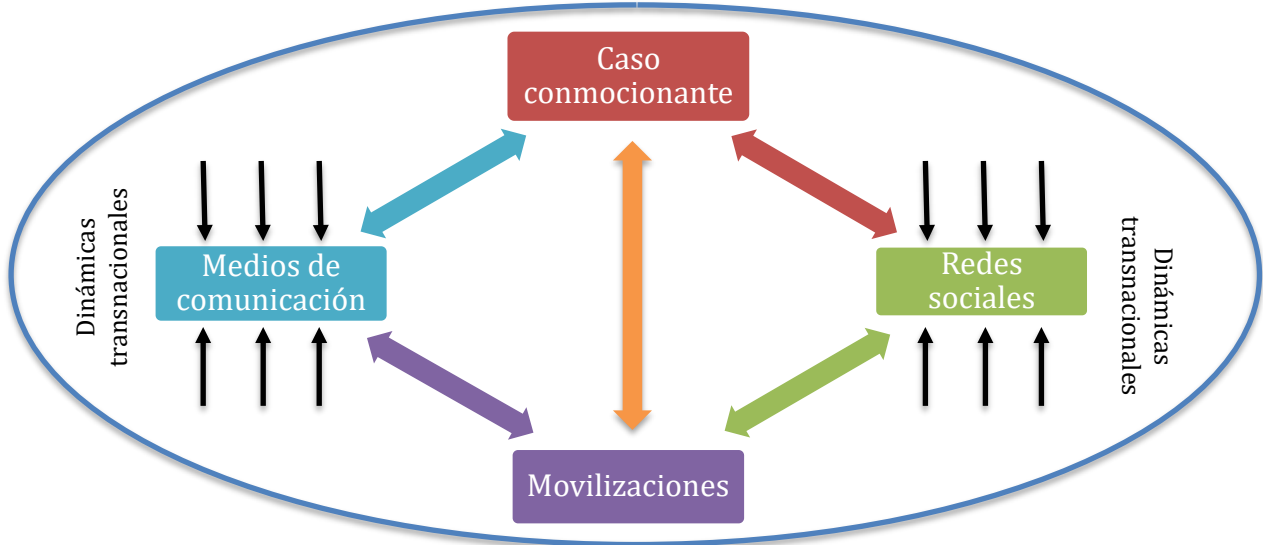 Caso
conmocionante
Dinámicas
transnacionales
Medios de
comunicación
Redes
sociales
Dinámicas
transnacionales
Movilizaciones